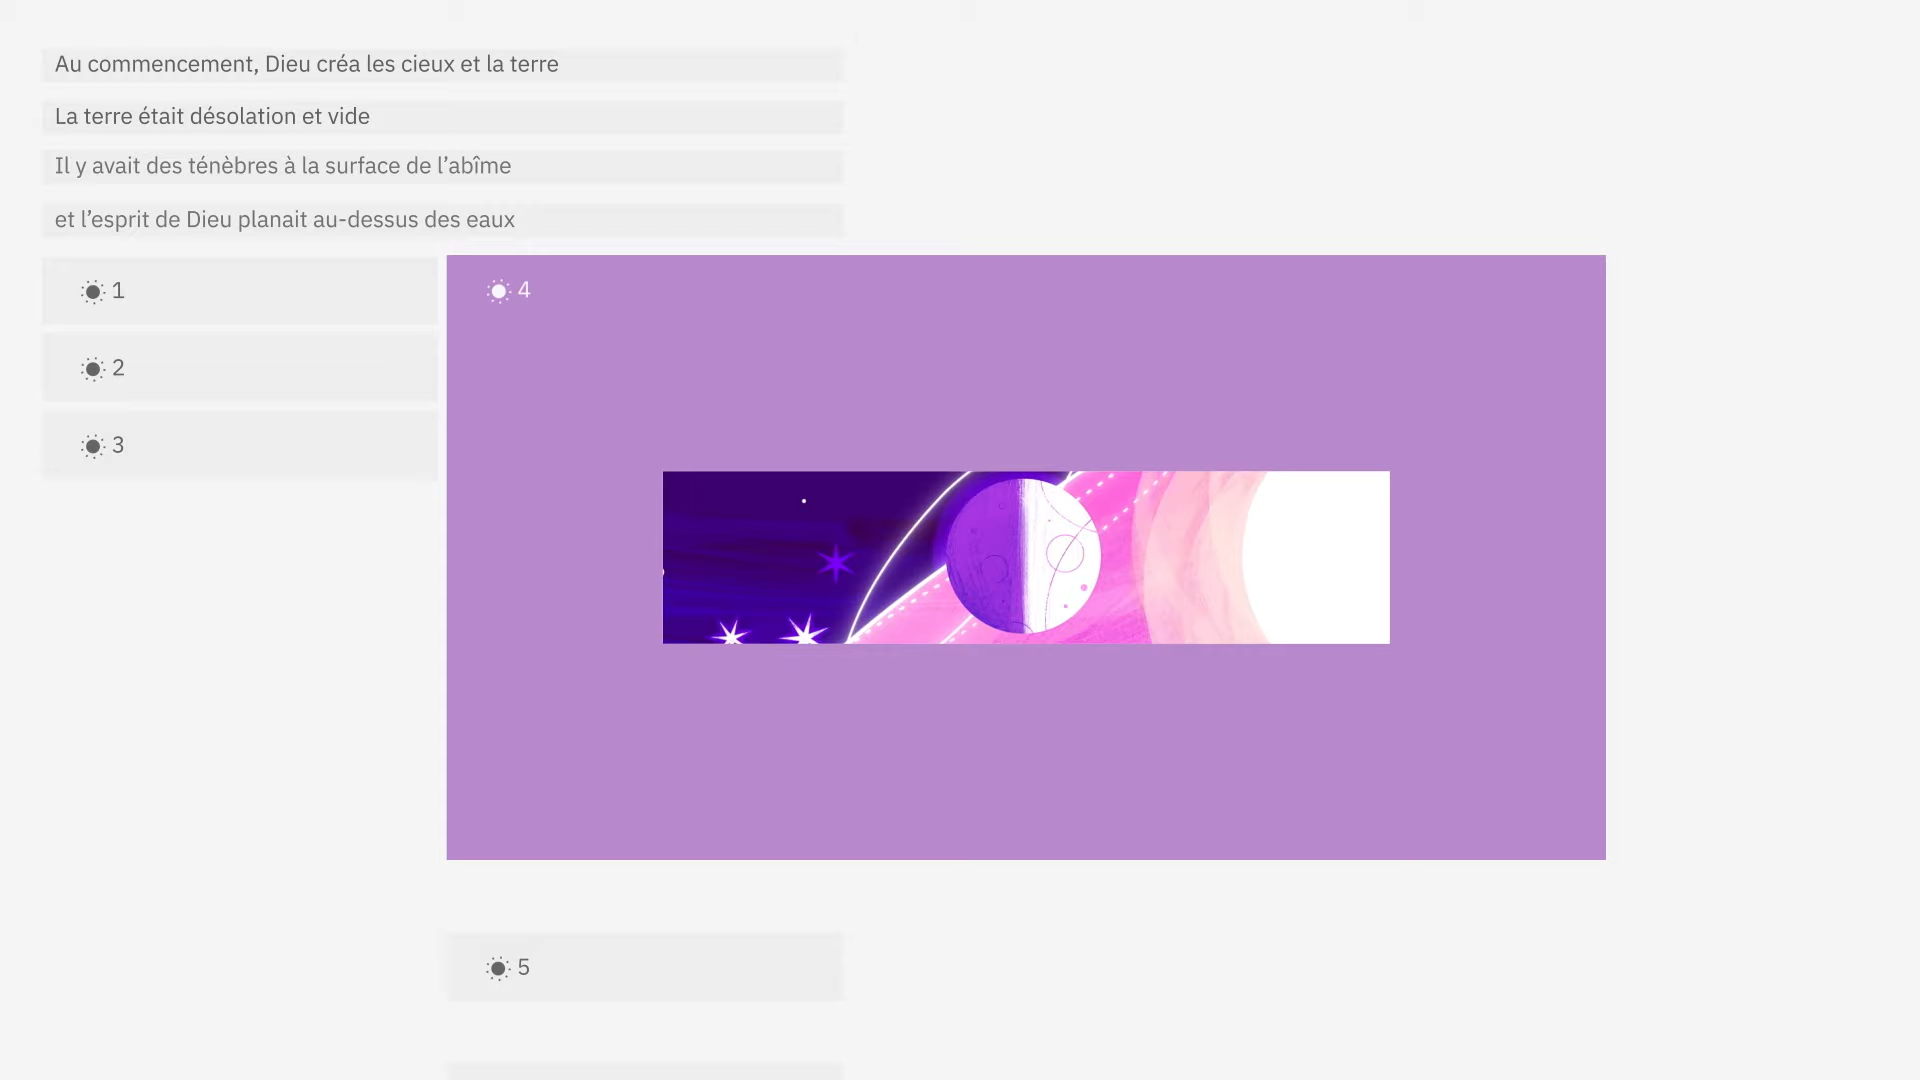 Au commencement, Dieu créa les cieux et la terre
La terre était désolation et vide
Il y avait des ténèbres à la surface de l’abîme
et l’esprit de Dieu planait au-dessus des eaux
1
2
3
4
5